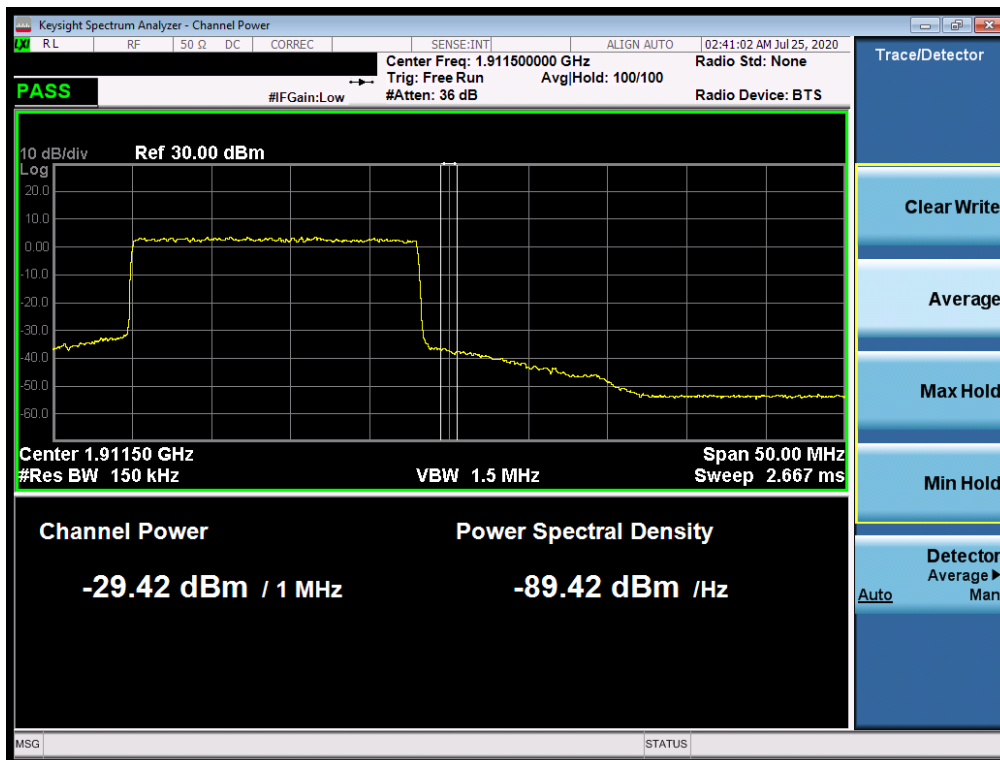 Keysight Spectrum Analyzer - Channel Power
LXI RL RF 50 Ω DC CORREC SENSE:INT ALIGN AUTO 02:41:02 AM Jul 25, 2020
Center Freq: 1.911500000 GHz Radio Std: None
Trig: Free Run Avg|Hold: 100/100
PASS #IFGain:Low #Atten: 36 dB Radio Device: BTS
10 dB/div Ref 30.00 dBm
Log
20.0
10.0
0.00
-10.0
-20.0
-30.0
-40.0
-50.0
-60.0
Center 1.91150 GHz Span 50.00 MHz
#Res BW 150 kHz VBW 1.5 MHz Sweep 2.667 ms
Channel Power Power Spectral Density
-29.42 dBm / 1 MHz -89.42 dBm /Hz
MSG STATUS
Trace/Detector
Clear Write
Average
Max Hold
Min Hold
Detector
Average
Auto Man